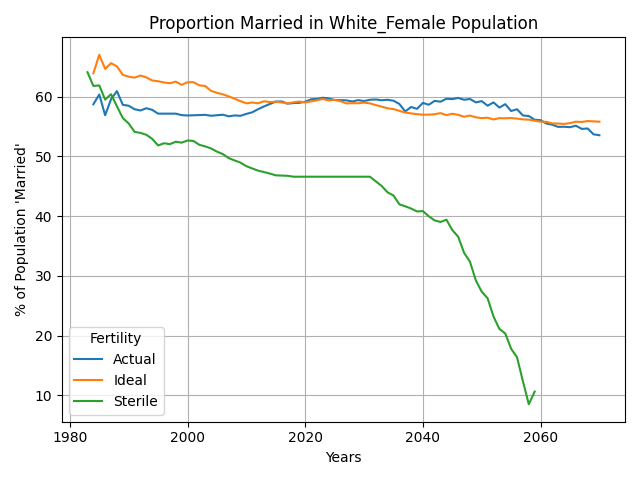 Proportion Married in White_Female Population
% of Population 'Married'
60
50
40
30
20
10
Fertility
Actual
Ideal
Sterile
1980 2000 2020 2040 2060
Years